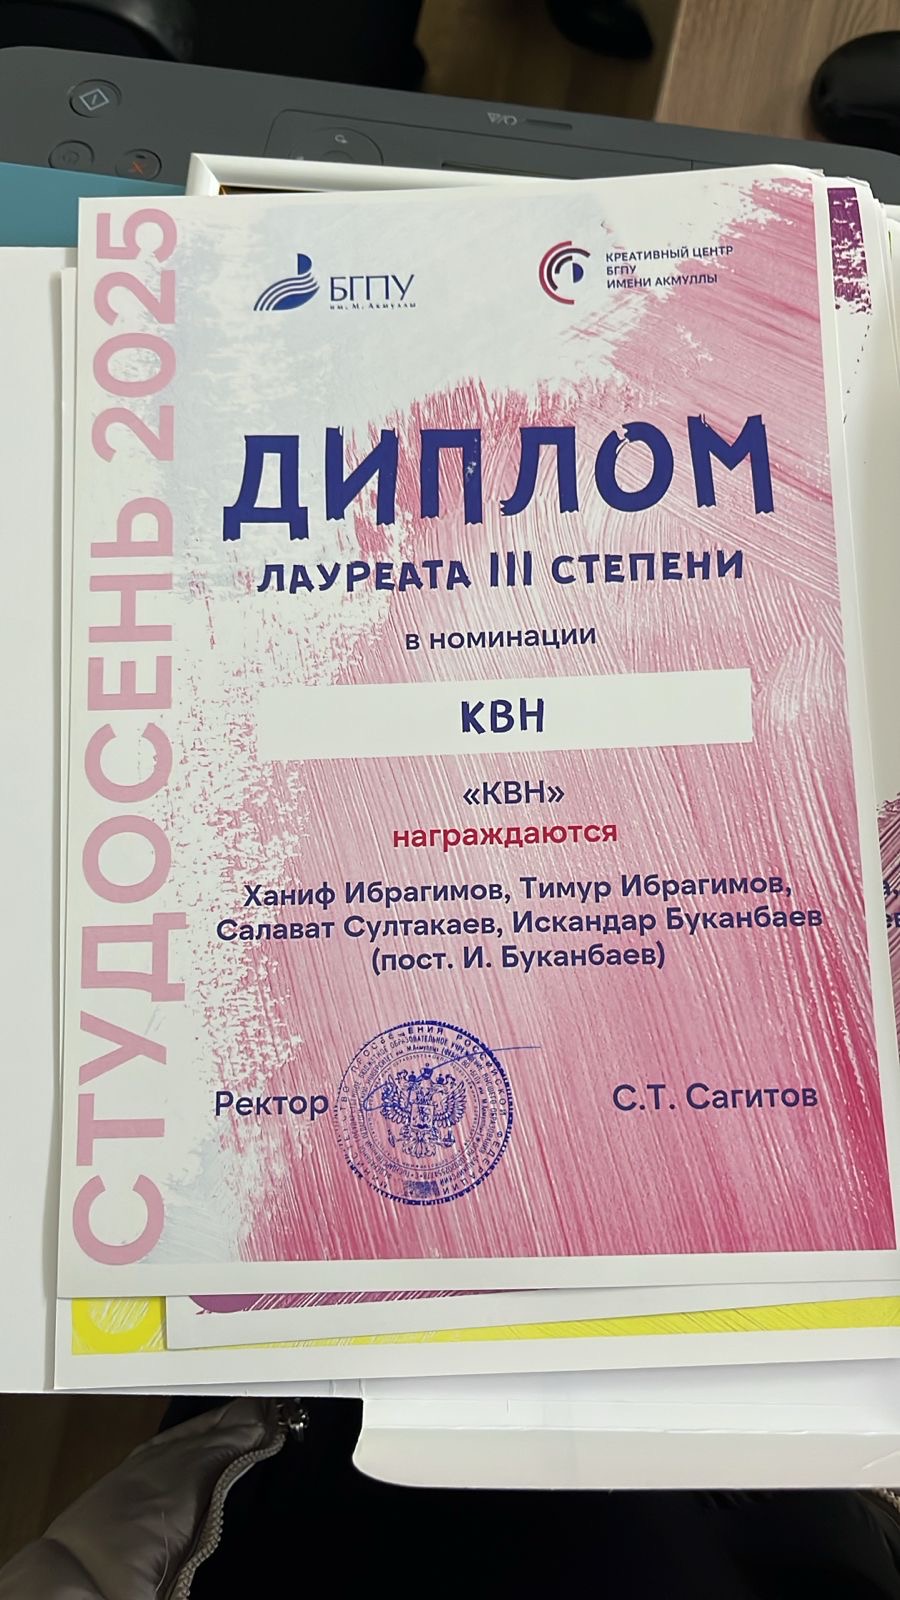 СТУДОСЕНЬ 2025
БГПУ
им. М. Акмуллы
КРЕАТИВНЫЙ ЦЕНТР
БГПУ
ИМЕНИ АКМУЛЛЫ
ДИПЛОМ
ЛАУРЕАТА III СТЕПЕНИ
в номинации
КВН
«КВН»
награждаются
Ханиф Ибрагимов, Тимур Ибрагимов,
Салават Султакаев, Искандар Буканбаев
(пост. И. Буканбаев)
Ректор
С.Т. Сагитов